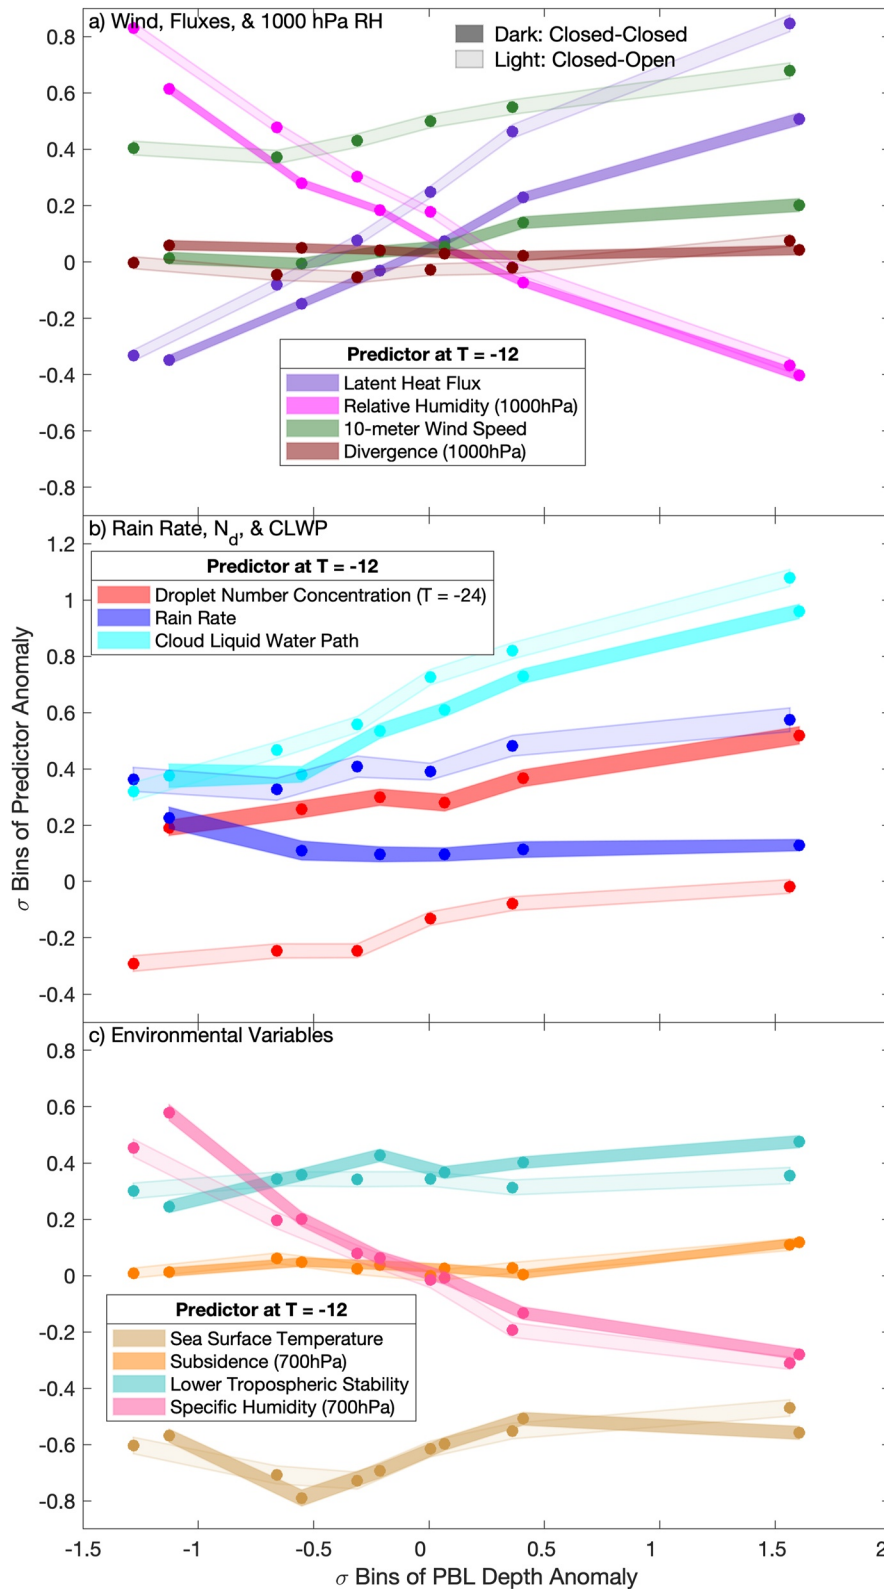 a) Wind, Fluxes, & 1000 hPa RH
Dark: Closed-Closed
Light: Closed-Open
0.8
0.6
0.4
0.2
0
-0.2
-0.4
-0.6
-0.8
Predictor at T = -12
Latent Heat Flux
Relative Humidity (1000hPa)
10-meter Wind Speed
Divergence (1000hPa)
b) Rain Rate, Nd, & CLWP
1.2
1
0.8
0.6
0.4
0.2
0
-0.2
-0.4
Predictor at T = -12
Droplet Number Concentration (T = -24)
Rain Rate
Cloud Liquid Water Path
σ Bins of Predictor Anomaly
c) Environmental Variables
0.8
0.6
0.4
0.2
0
-0.2
-0.4
-0.6
-0.8
Predictor at T = -12
Sea Surface Temperature
Subsidence (700hPa)
Lower Tropospheric Stability
Specific Humidity (700hPa)
-1.5 -1 -0.5 0 0.5 1 1.5 2
σ Bins of PBL Depth Anomaly